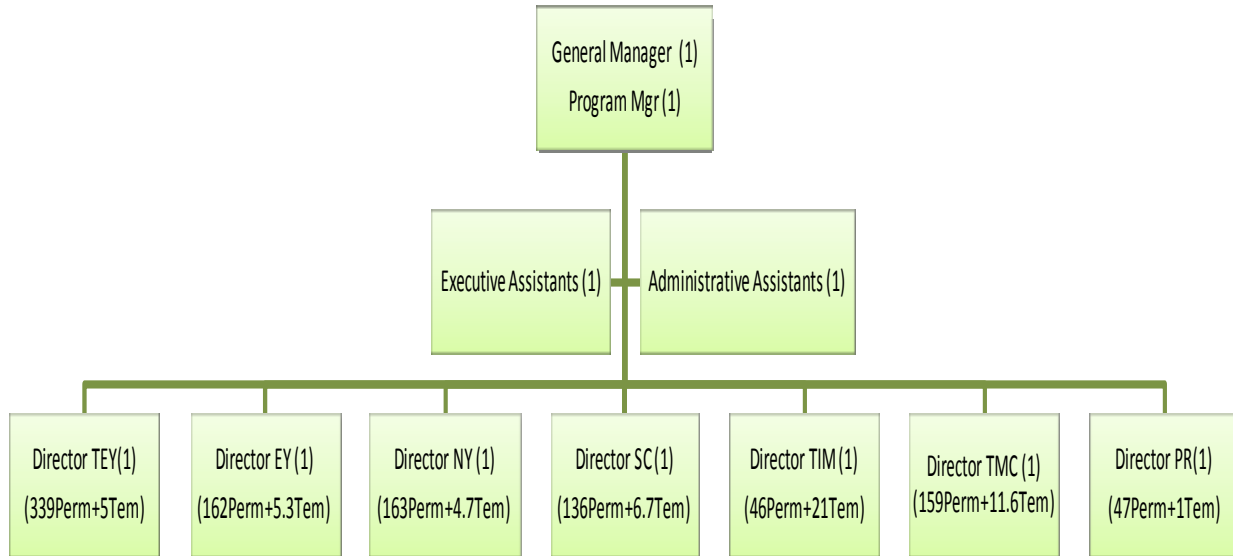 General Manager (1)
Program Mgr (1)
Executive Assistants (1)
Administrative Assistants (1)
Director TEY(1)
(339Perm+5Tem)
Director EY (1)
(162Perm+5.3Tem)
Director NY (1)
(163Perm+4.7Tem)
Director SC (1)
(136Perm+6.7Tem)
Director TIM (1)
(46Perm+21Tem)
Director TMC (1)
(159Perm+11.6Tem)
Director PR(1)
(47Perm+1Tem)